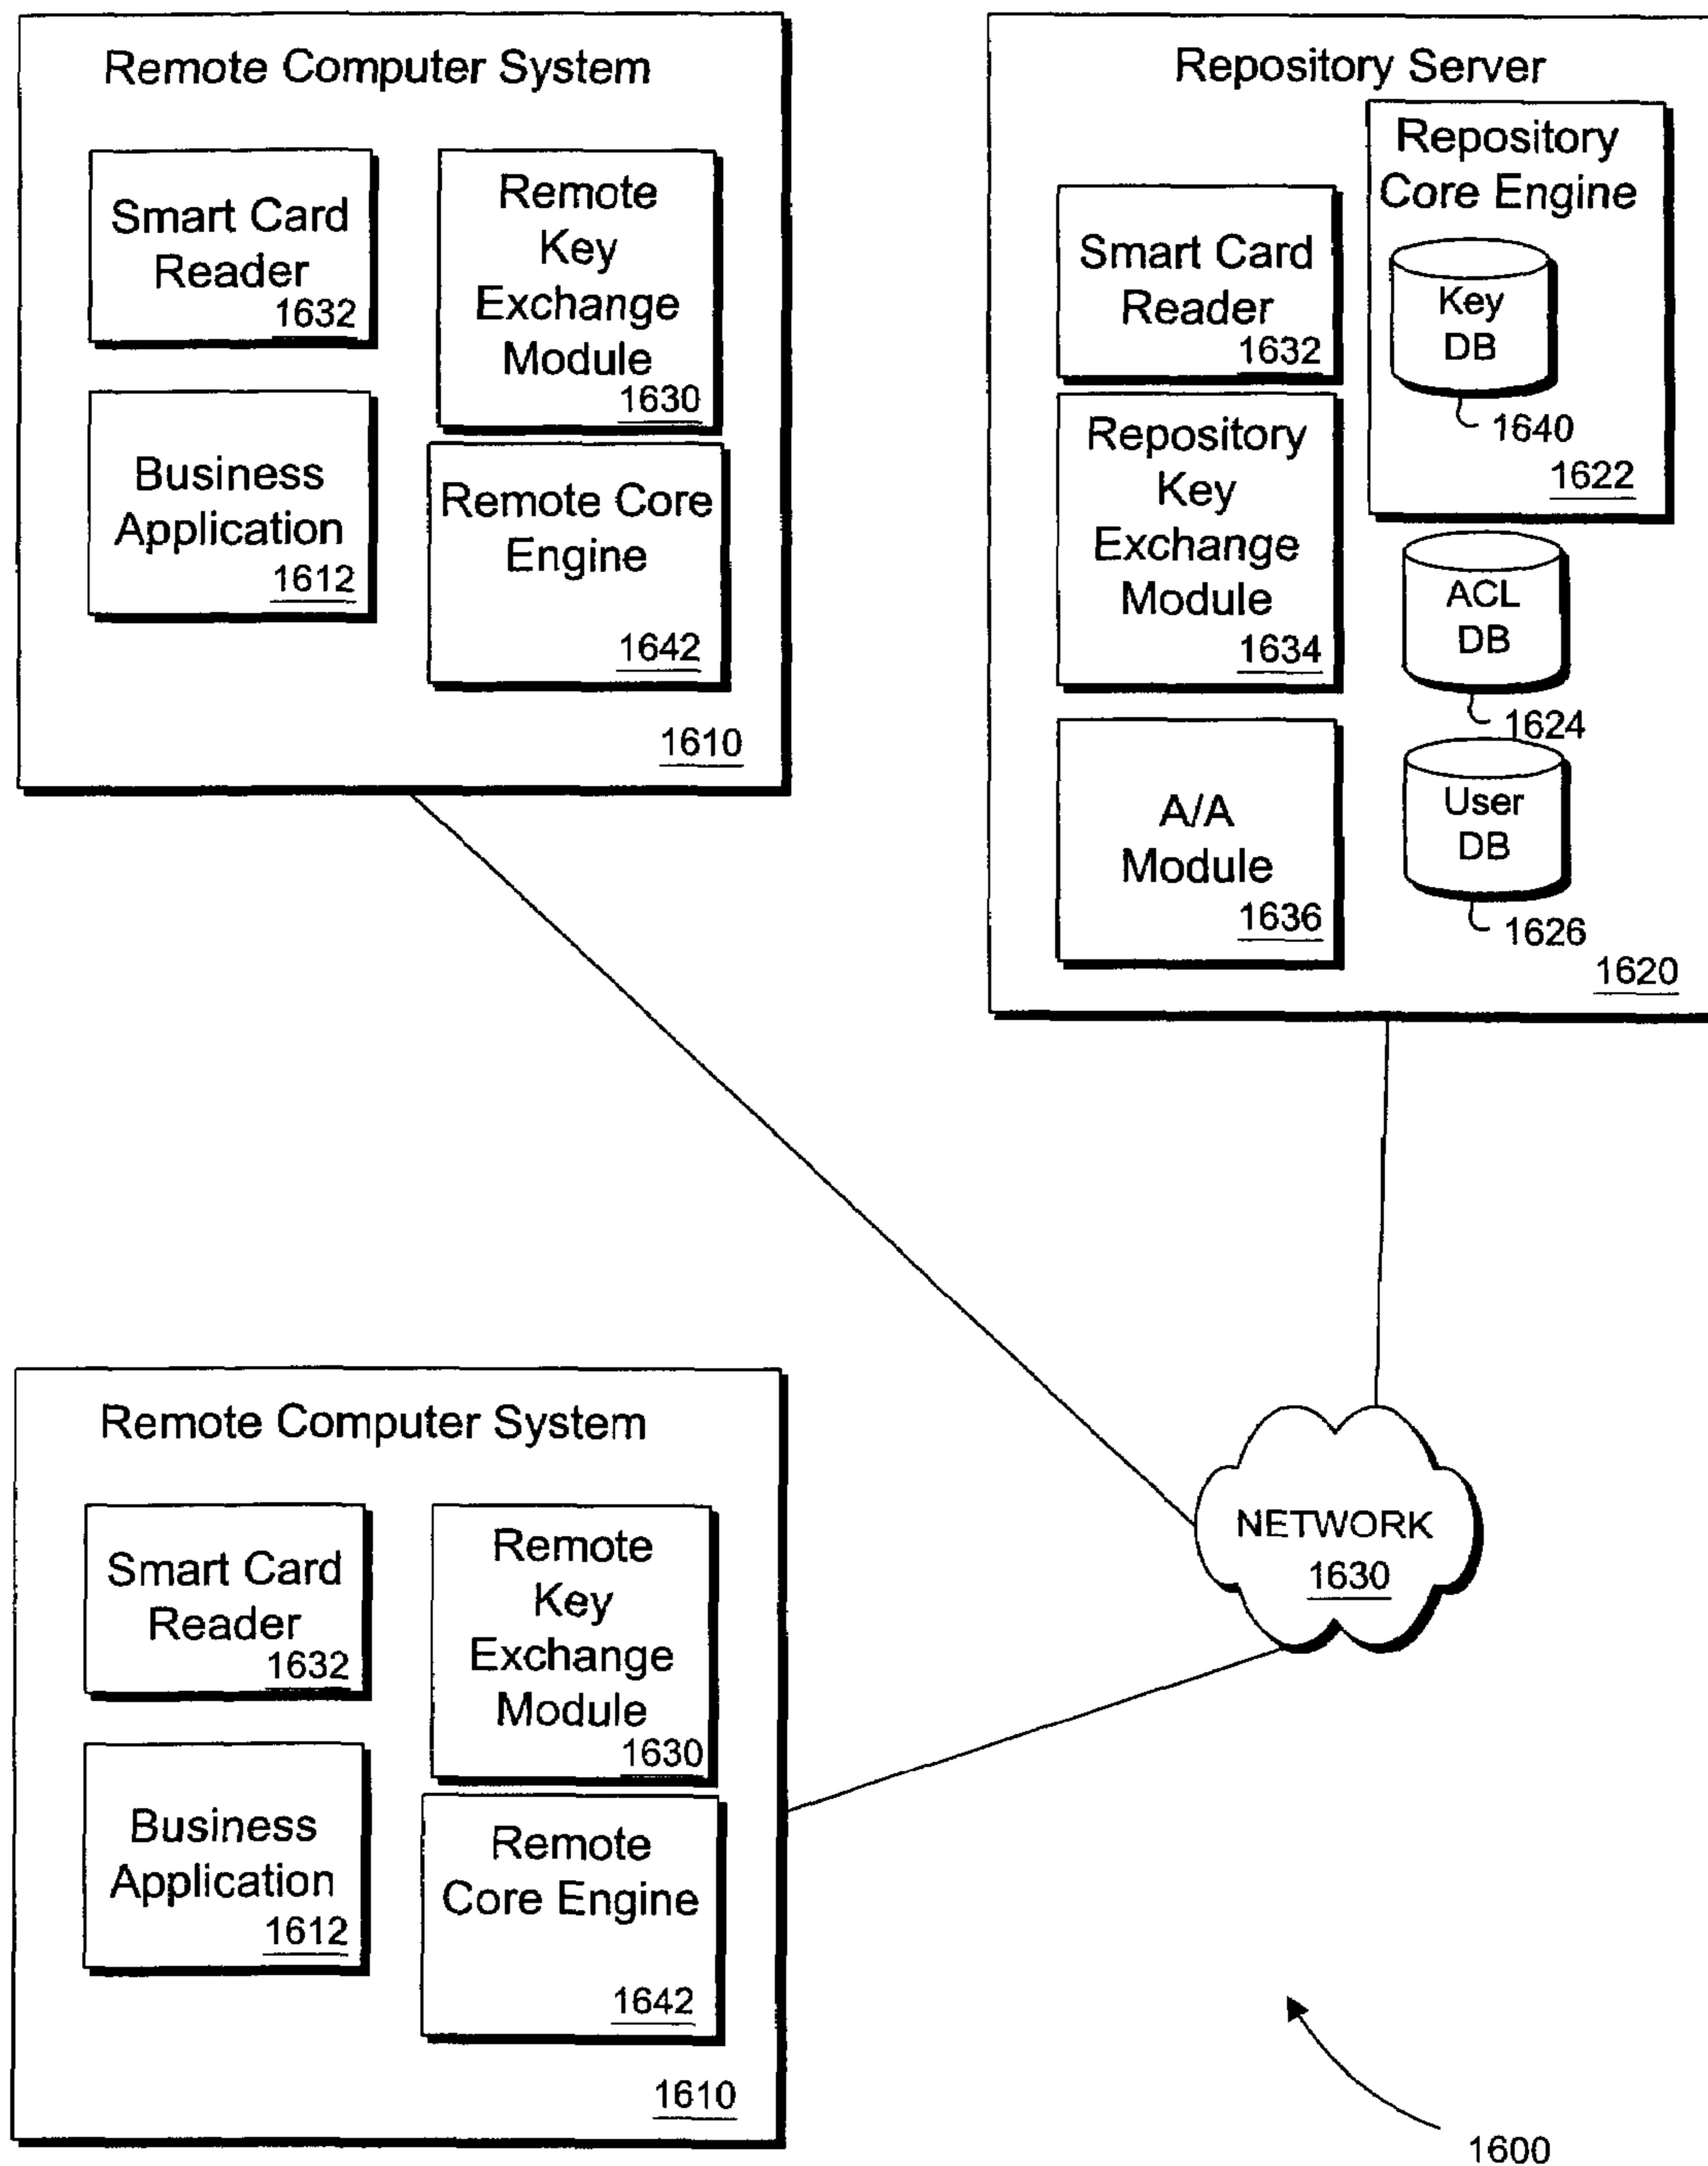 Remote Computer System
Smart Card
Reader
1632
Remote
Key
Exchange
Module
1630
Business
Application
1612
Remote Core
Engine
1642
1610
Repository Server
Smart Card
Reader
1632
Repository
Core Engine
Key
DB
1640
1622
Repository
Key
Exchange
Module
1634
ACL
DB
1624
A/A
Module
1636
User
DB
1626
1620
Remote Computer System
Smart Card
Reader
1632
Remote
Key
Exchange
Module
1630
Business
Application
1612
Remote
Core Engine
1642
1610
NETWORK
1630
1600